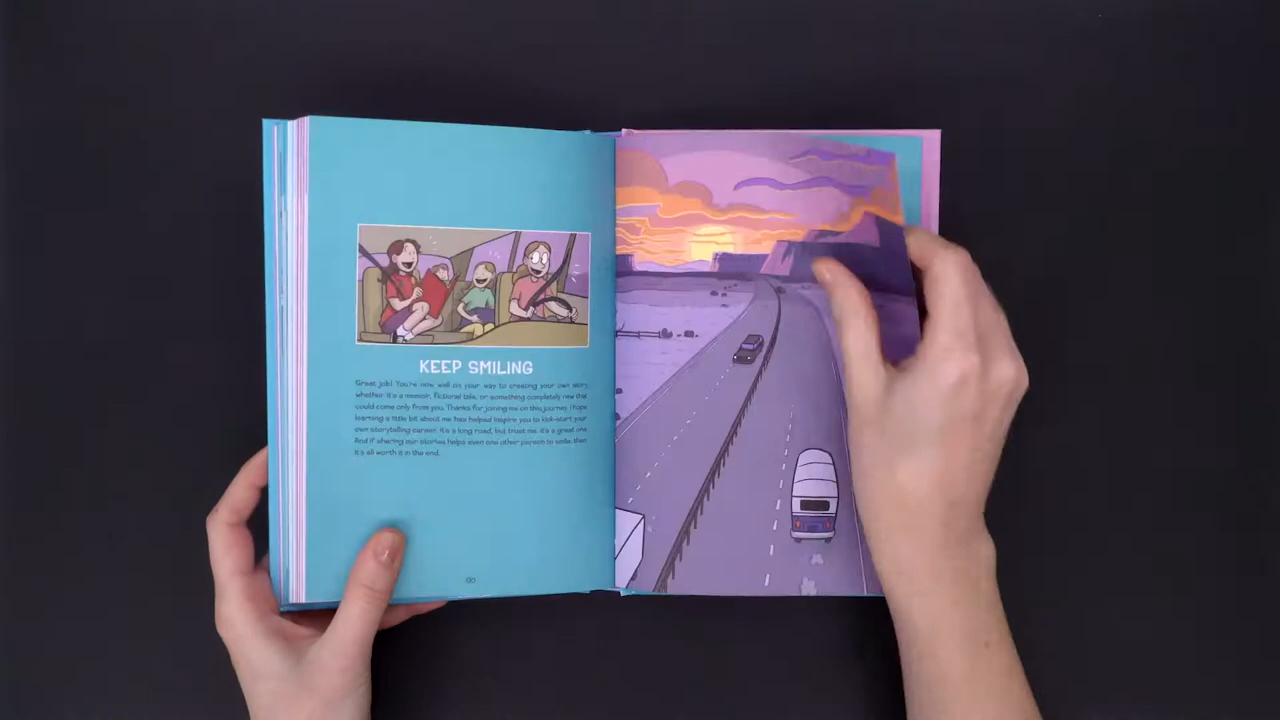 KEEP SMILING
Great job! You're now well on your way to creating your own story
whether it's a memoir, fictional tale, or something completely new that
could come only from you. Thanks for joining me on this journey. I hope
learning a little bit about me has helped inspire you to kick-start your
own storytelling career. It's a long road, but trust me, it's a great one.
And if sharing our stories helps even one other person to smile, then
it's all worth it in the end.